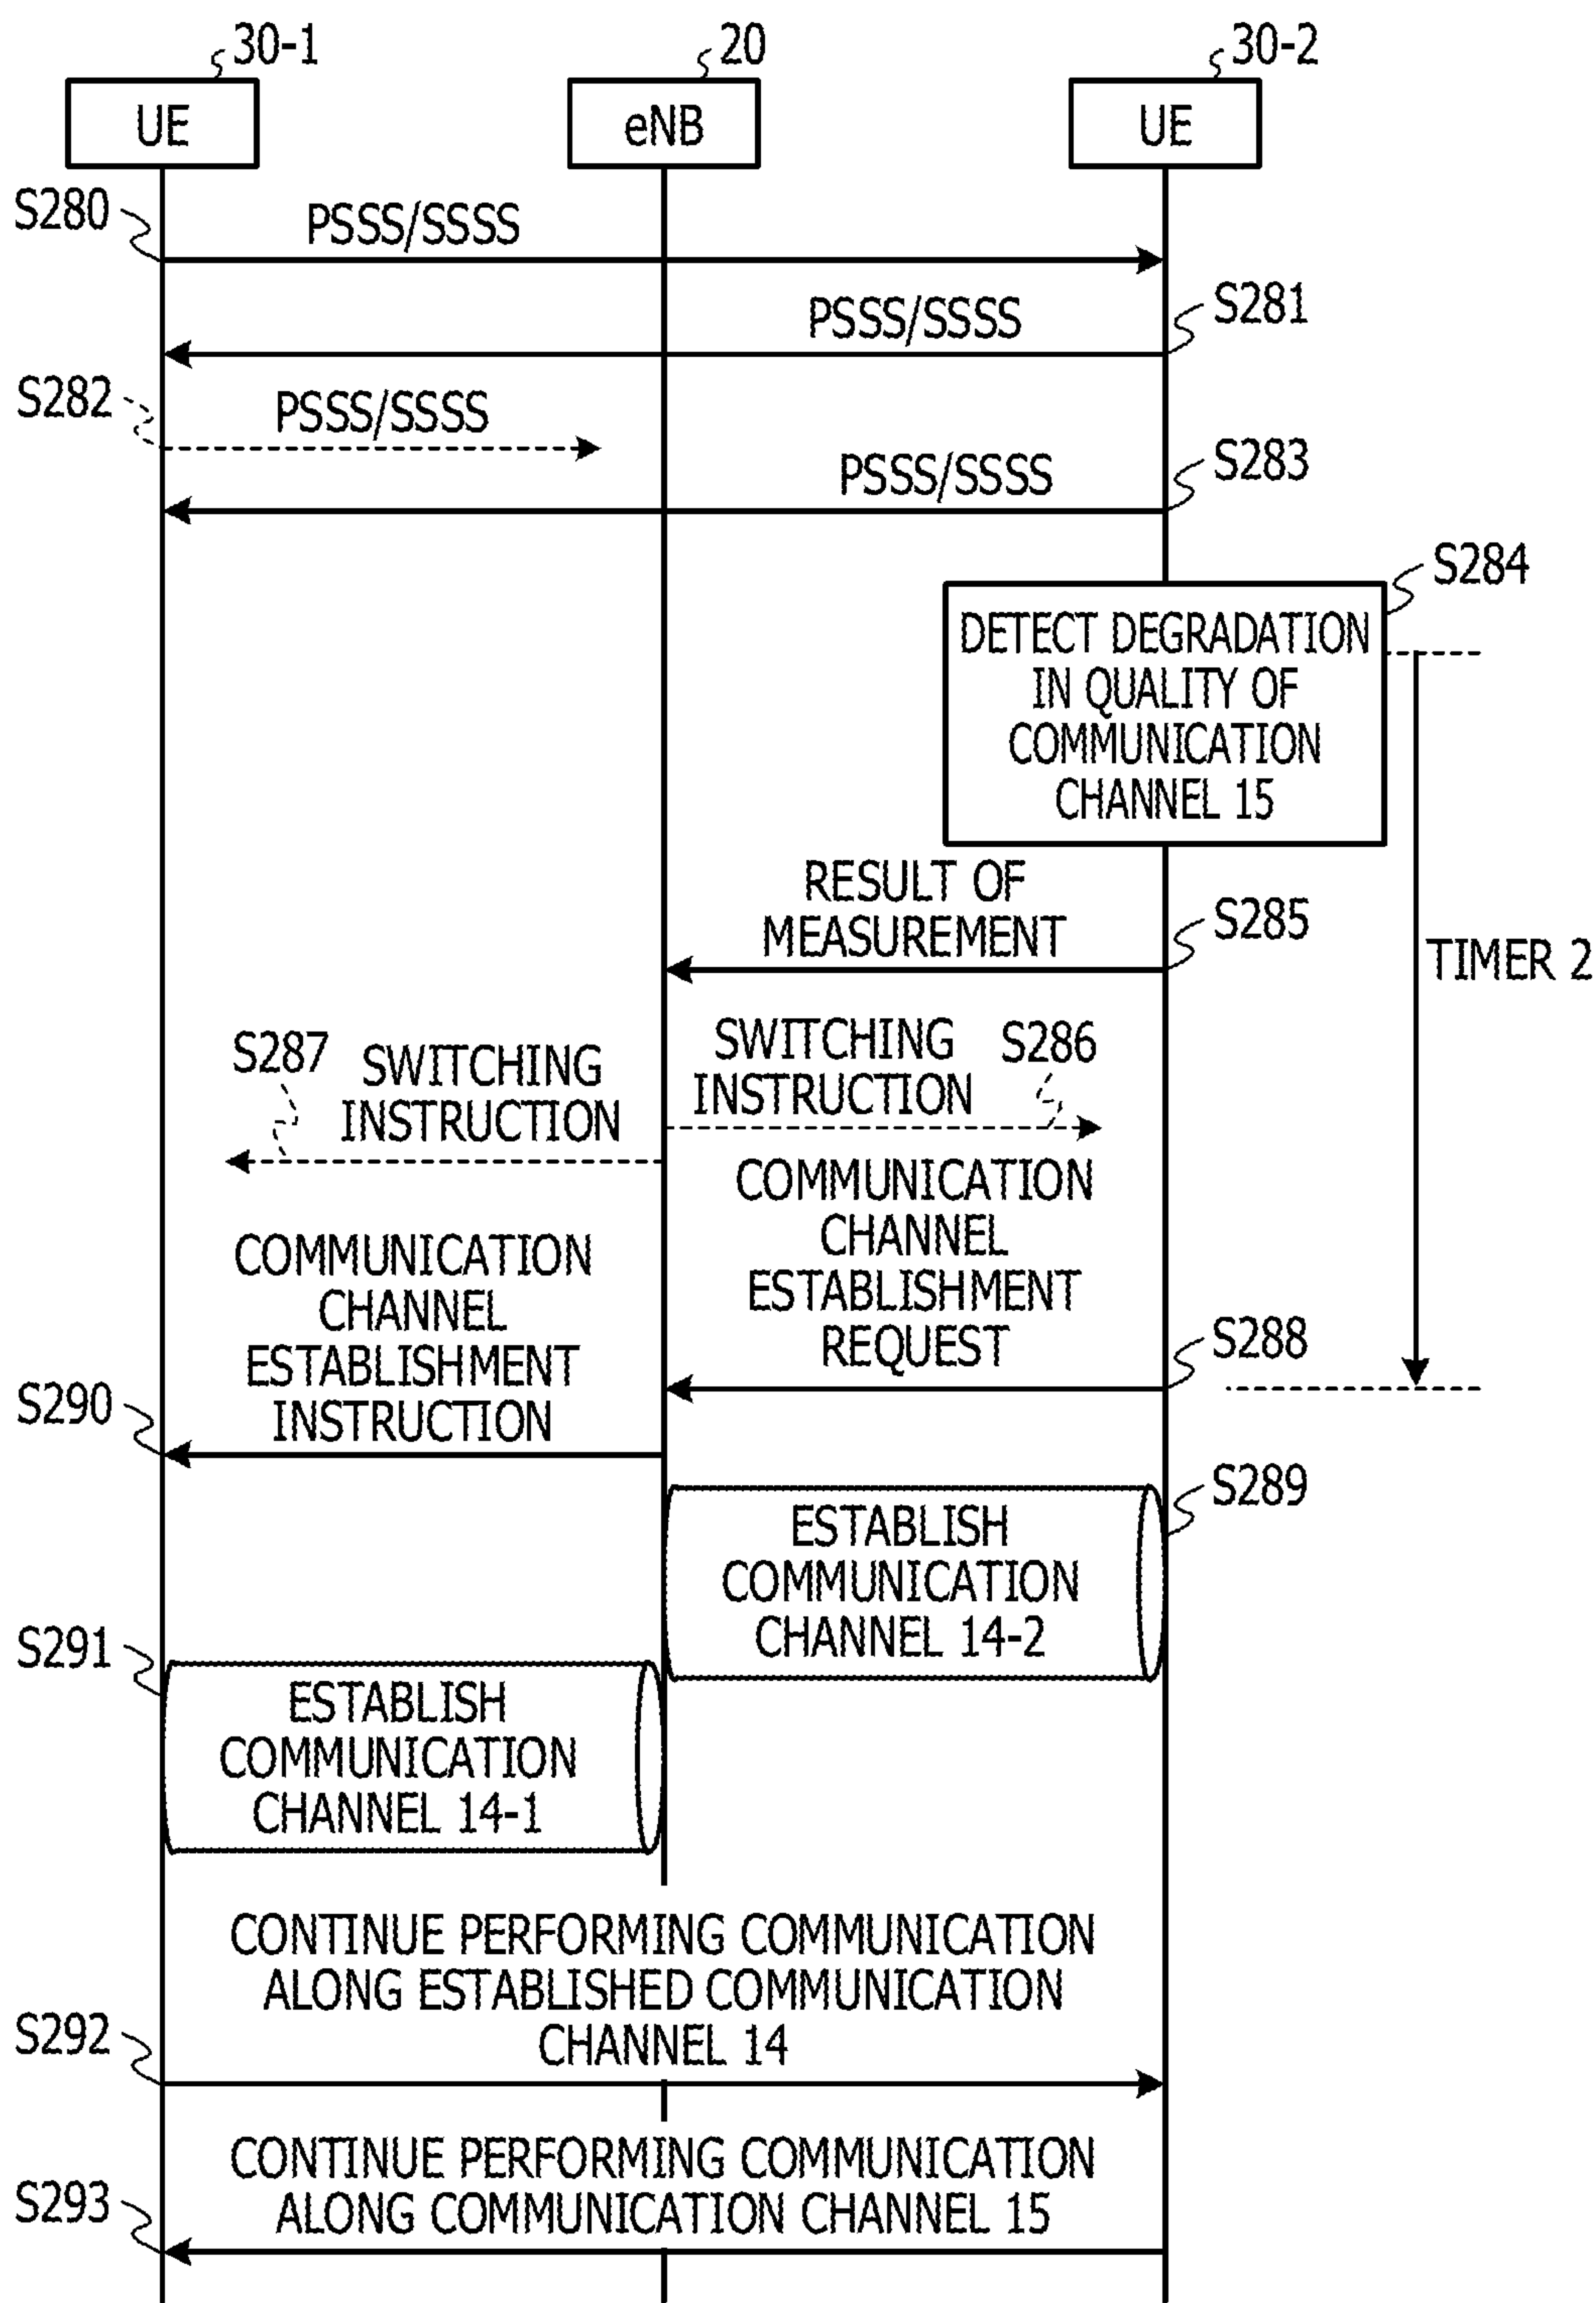 30-1
20
30-2
UE
eNB
UE
S280
PSSS/SSSS
PSSS/SSSS
S281
S282
PSSS/SSSS
PSSS/SSSS
S283
S284
DETECT DEGRADATION
IN QUALITY OF
COMMUNICATION
CHANNEL 15
RESULT OF
MEASUREMENT
S285
TIMER 2
SWITCHING
INSTRUCTION
S286
S287
SWITCHING
INSTRUCTION
COMMUNICATION
CHANNEL
ESTABLISHMENT
REQUEST
S288
COMMUNICATION
CHANNEL
ESTABLISHMENT
INSTRUCTION
S290
S289
ESTABLISH
COMMUNICATION
CHANNEL 14-2
S291
ESTABLISH
COMMUNICATION
CHANNEL 14-1
CONTINUE PERFORMING COMMUNICATION
ALONG ESTABLISHED COMMUNICATION
CHANNEL 14
S292
CONTINUE PERFORMING COMMUNICATION
ALONG COMMUNICATION CHANNEL 15
S293